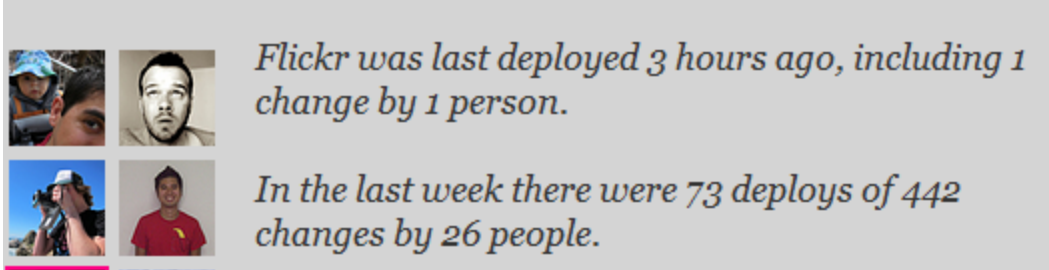 Flickr was last deployed 3 hours ago, including 1
change by 1 person.
In the last week there were 73 deploys of 442
changes by 26 people.